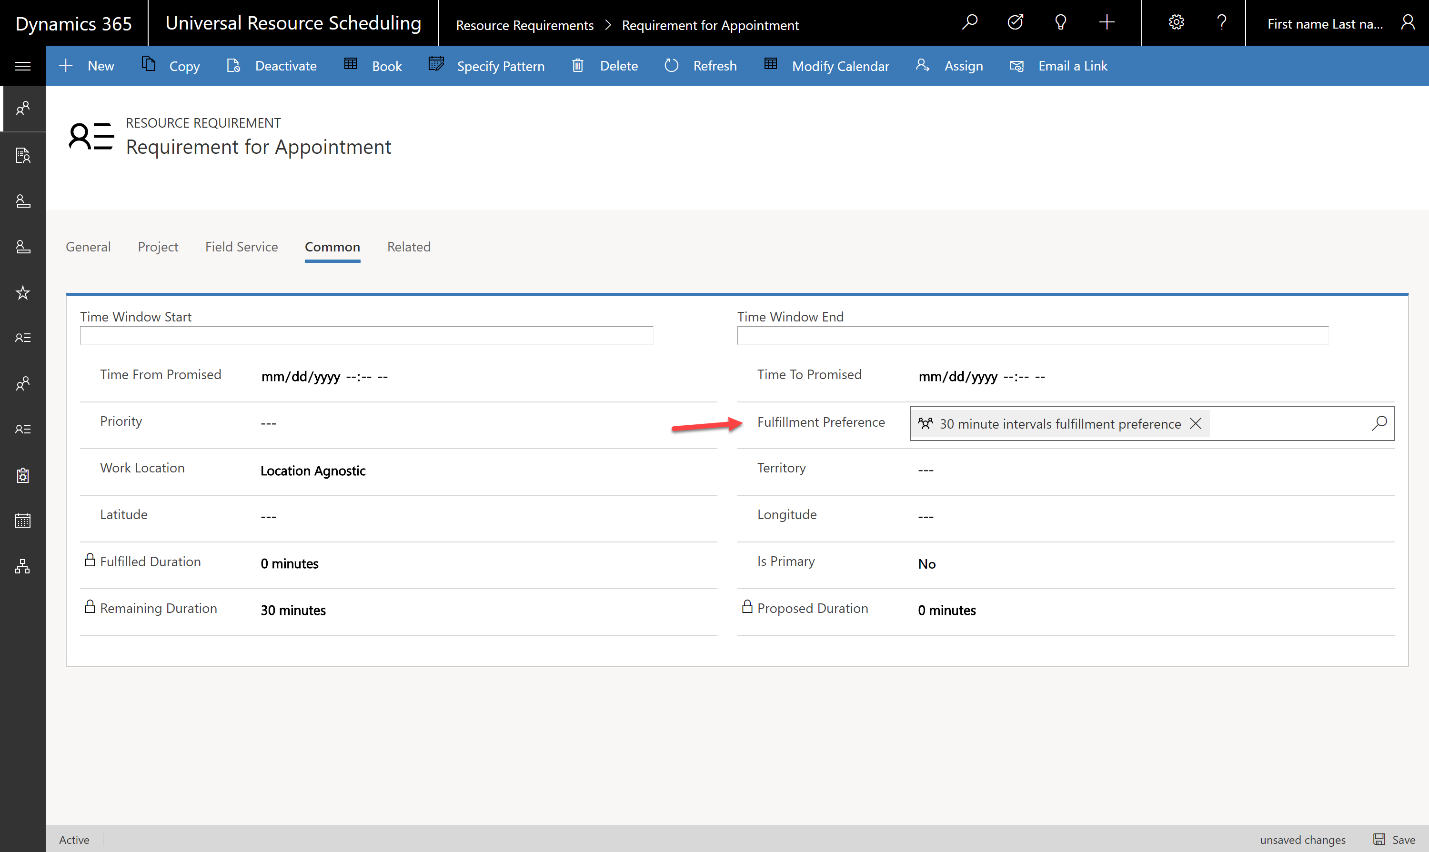 Dynamics 365
Universal Resource Scheduling
Resource Requirements > Requirement for Appointment
First name Last na...
New
Copy
Deactivate
Book
Specify Pattern
Delete
Refresh
Modify Calendar
Assign
Email a Link
RESOURCE REQUIREMENT
Requirement for Appointment
General
Project
Field Service
Common
Related
Time Window Start
Time Window End
Time From Promised
mm/dd/yyyy --:-- --
Time To Promised
mm/dd/yyyy --:-- --
Priority
---
Fulfillment Preference
30 minute intervals fulfillment preference
Work Location
Location Agnostic
Territory
---
Latitude
---
Longitude
---
Fulfilled Duration
0 minutes
Is Primary
No
Remaining Duration
30 minutes
Proposed Duration
0 minutes
Active
unsaved changes
Save